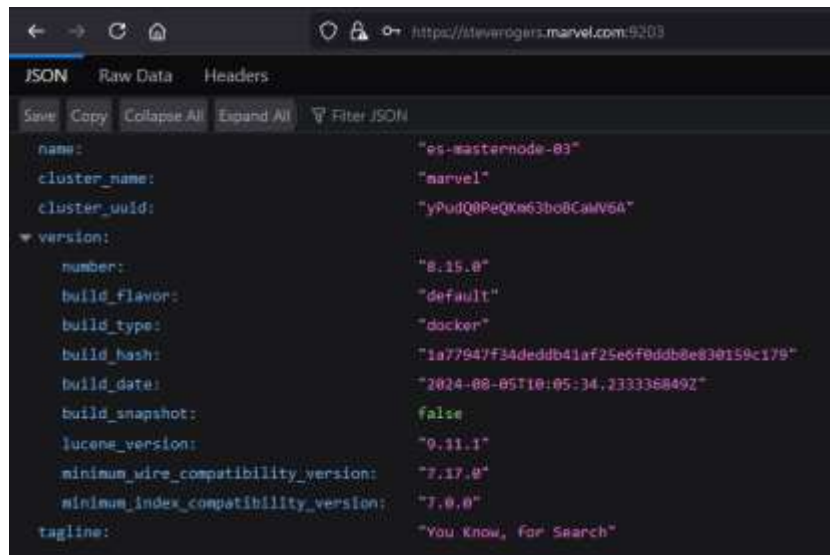 https://steverogers.marvel.com:9203
JSON Raw Data Headers
Save Copy Collapse All Expand All Filter JSON
name: "es-masternode-03"
cluster_name: "marvel"
cluster_uuid: "yPudQ0PeQKm63boBCaWV6A"
version:
number: "8.15.0"
build_flavor: "default"
build_type: "docker"
build_hash: "1a77947f34deddb41af25e6f0ddb8e830159c179"
build_date: "2024-08-05T10:05:34.233336849Z"
build_snapshot: false
lucene_version: "9.11.1"
minimum_wire_compatibility_version: "7.17.0"
minimum_index_compatibility_version: "7.0.0"
tagline: "You Know, for Search"